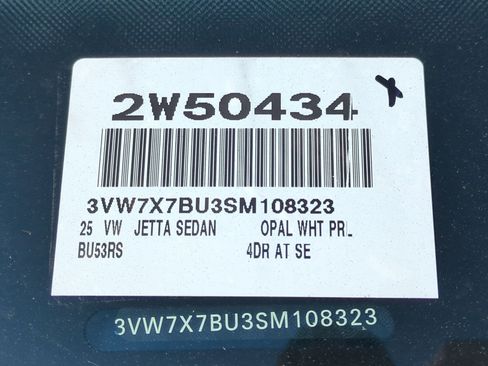 2W50434
3VW7X7BU3SM108323
25 VW JETTA SEDAN OPAL WHT PRL
BU53RS 4DR AT SE
3VW7X7BU3SM108323